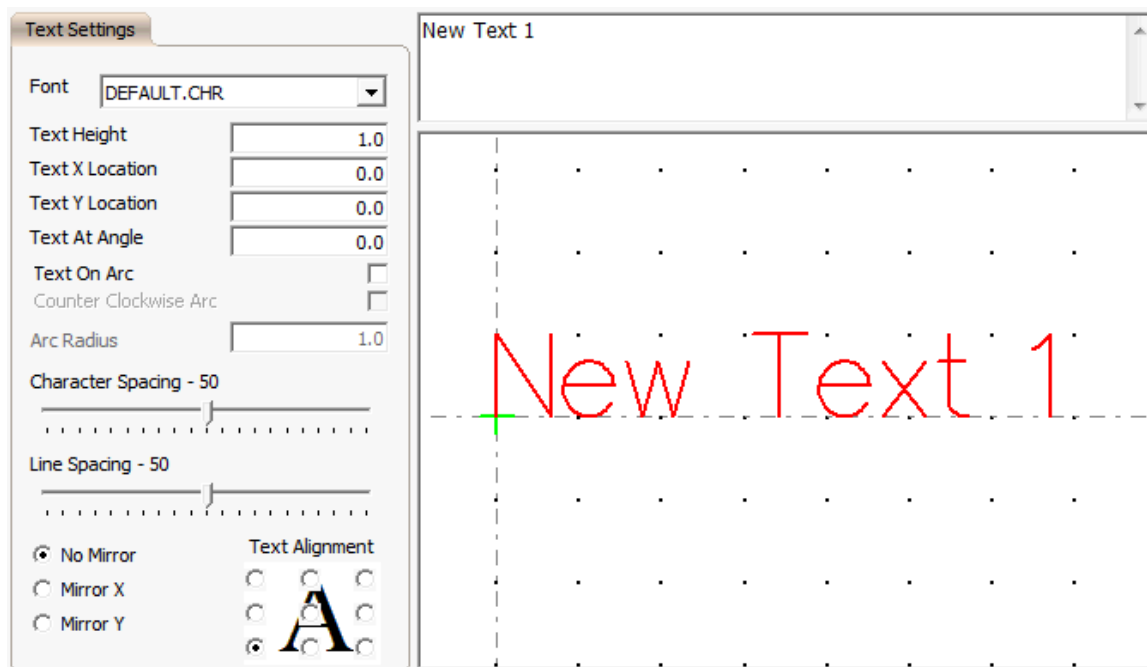 Text Settings
Font DEFAULT.CHR
Text Height 1.0
Text X Location 0.0
Text Y Location 0.0
Text At Angle 0.0
Text On Arc
Counter Clockwise Arc
Arc Radius 1.0
Character Spacing - 50
Line Spacing - 50
No Mirror
Mirror X
Mirror Y
Text Alignment
A
New Text 1
New Text 1